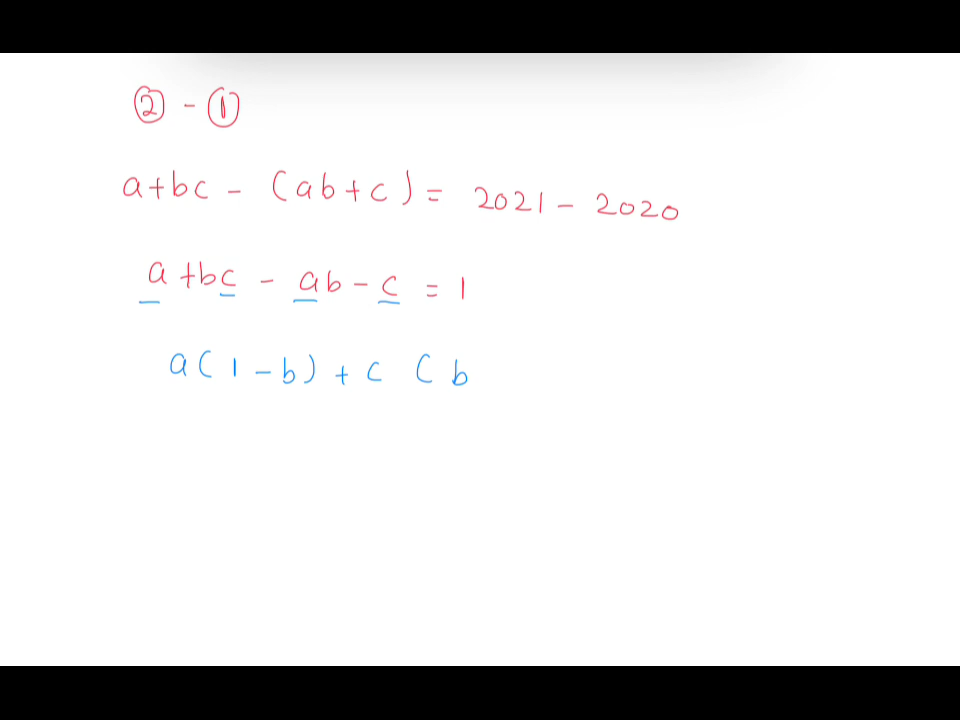 ② - ①
a+bc - (ab+c) = 2021 - 2020
a+bc - ab - c = 1
a(1-b) + c (b